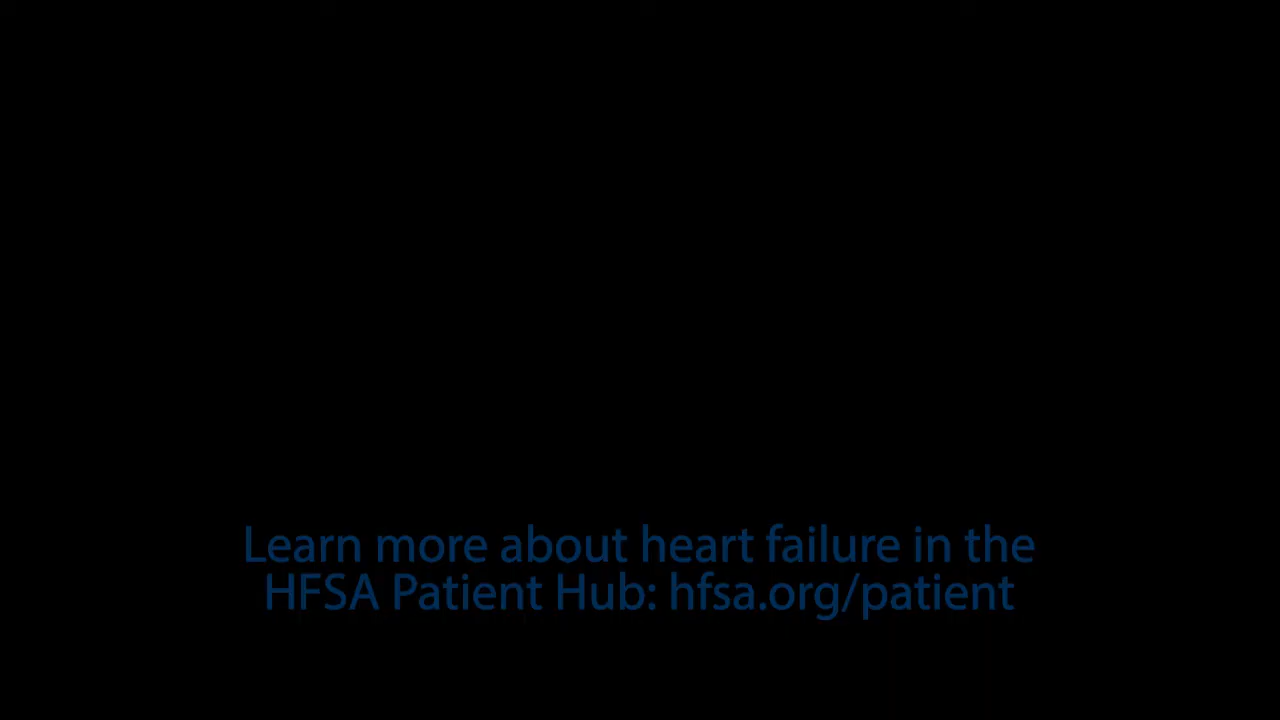 Learn more about heart failure in the
HFSA Patient Hub: hfsa.org/patient